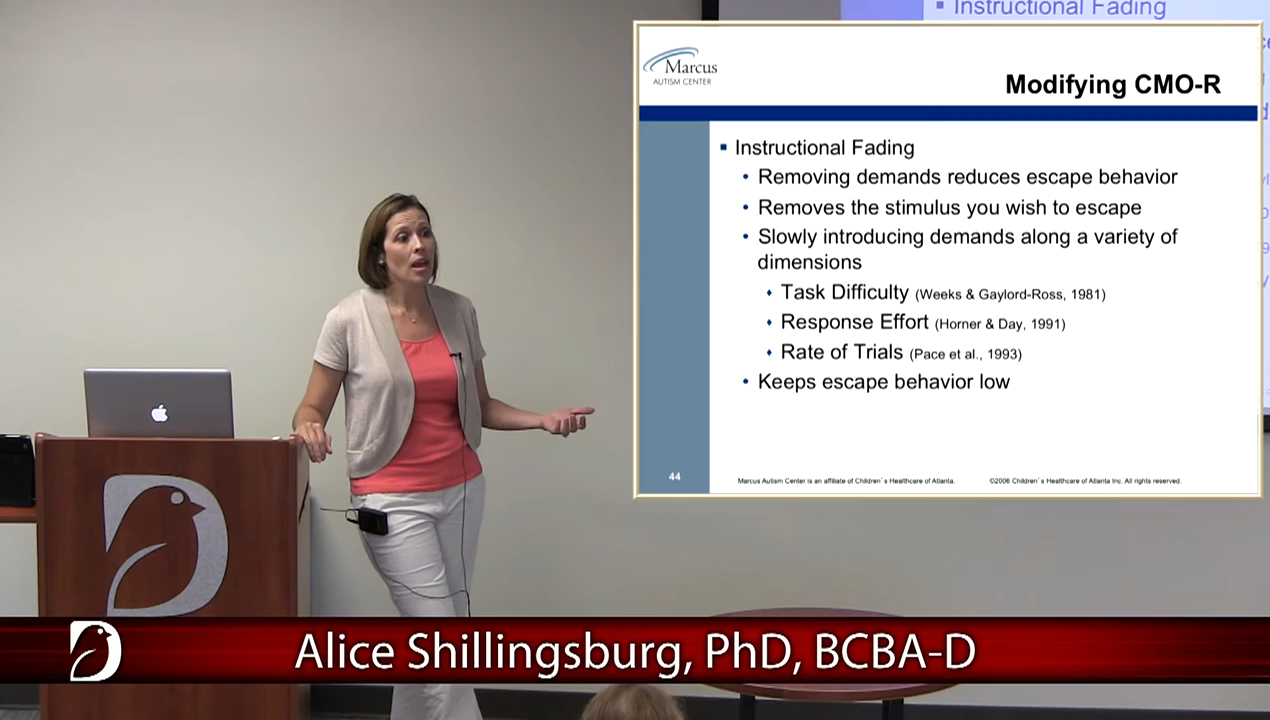 Instructional Fading
Marcus
AUTISM CENTER
Modifying CMO-R
▪ Instructional Fading
• Removing demands reduces escape behavior
• Removes the stimulus you wish to escape
• Slowly introducing demands along a variety of
dimensions
♦ Task Difficulty (Weeks & Gaylord-Ross, 1981)
♦ Response Effort (Horner & Day, 1991)
♦ Rate of Trials (Pace et al., 1993)
• Keeps escape behavior low
44
Marcus Autism Center is an affiliate of Children`s Healthcare of Atlanta.
©2006 Children`s Healthcare of Atlanta Inc. All rights reserved.
Alice Shillingsburg, PhD, BCBA-D